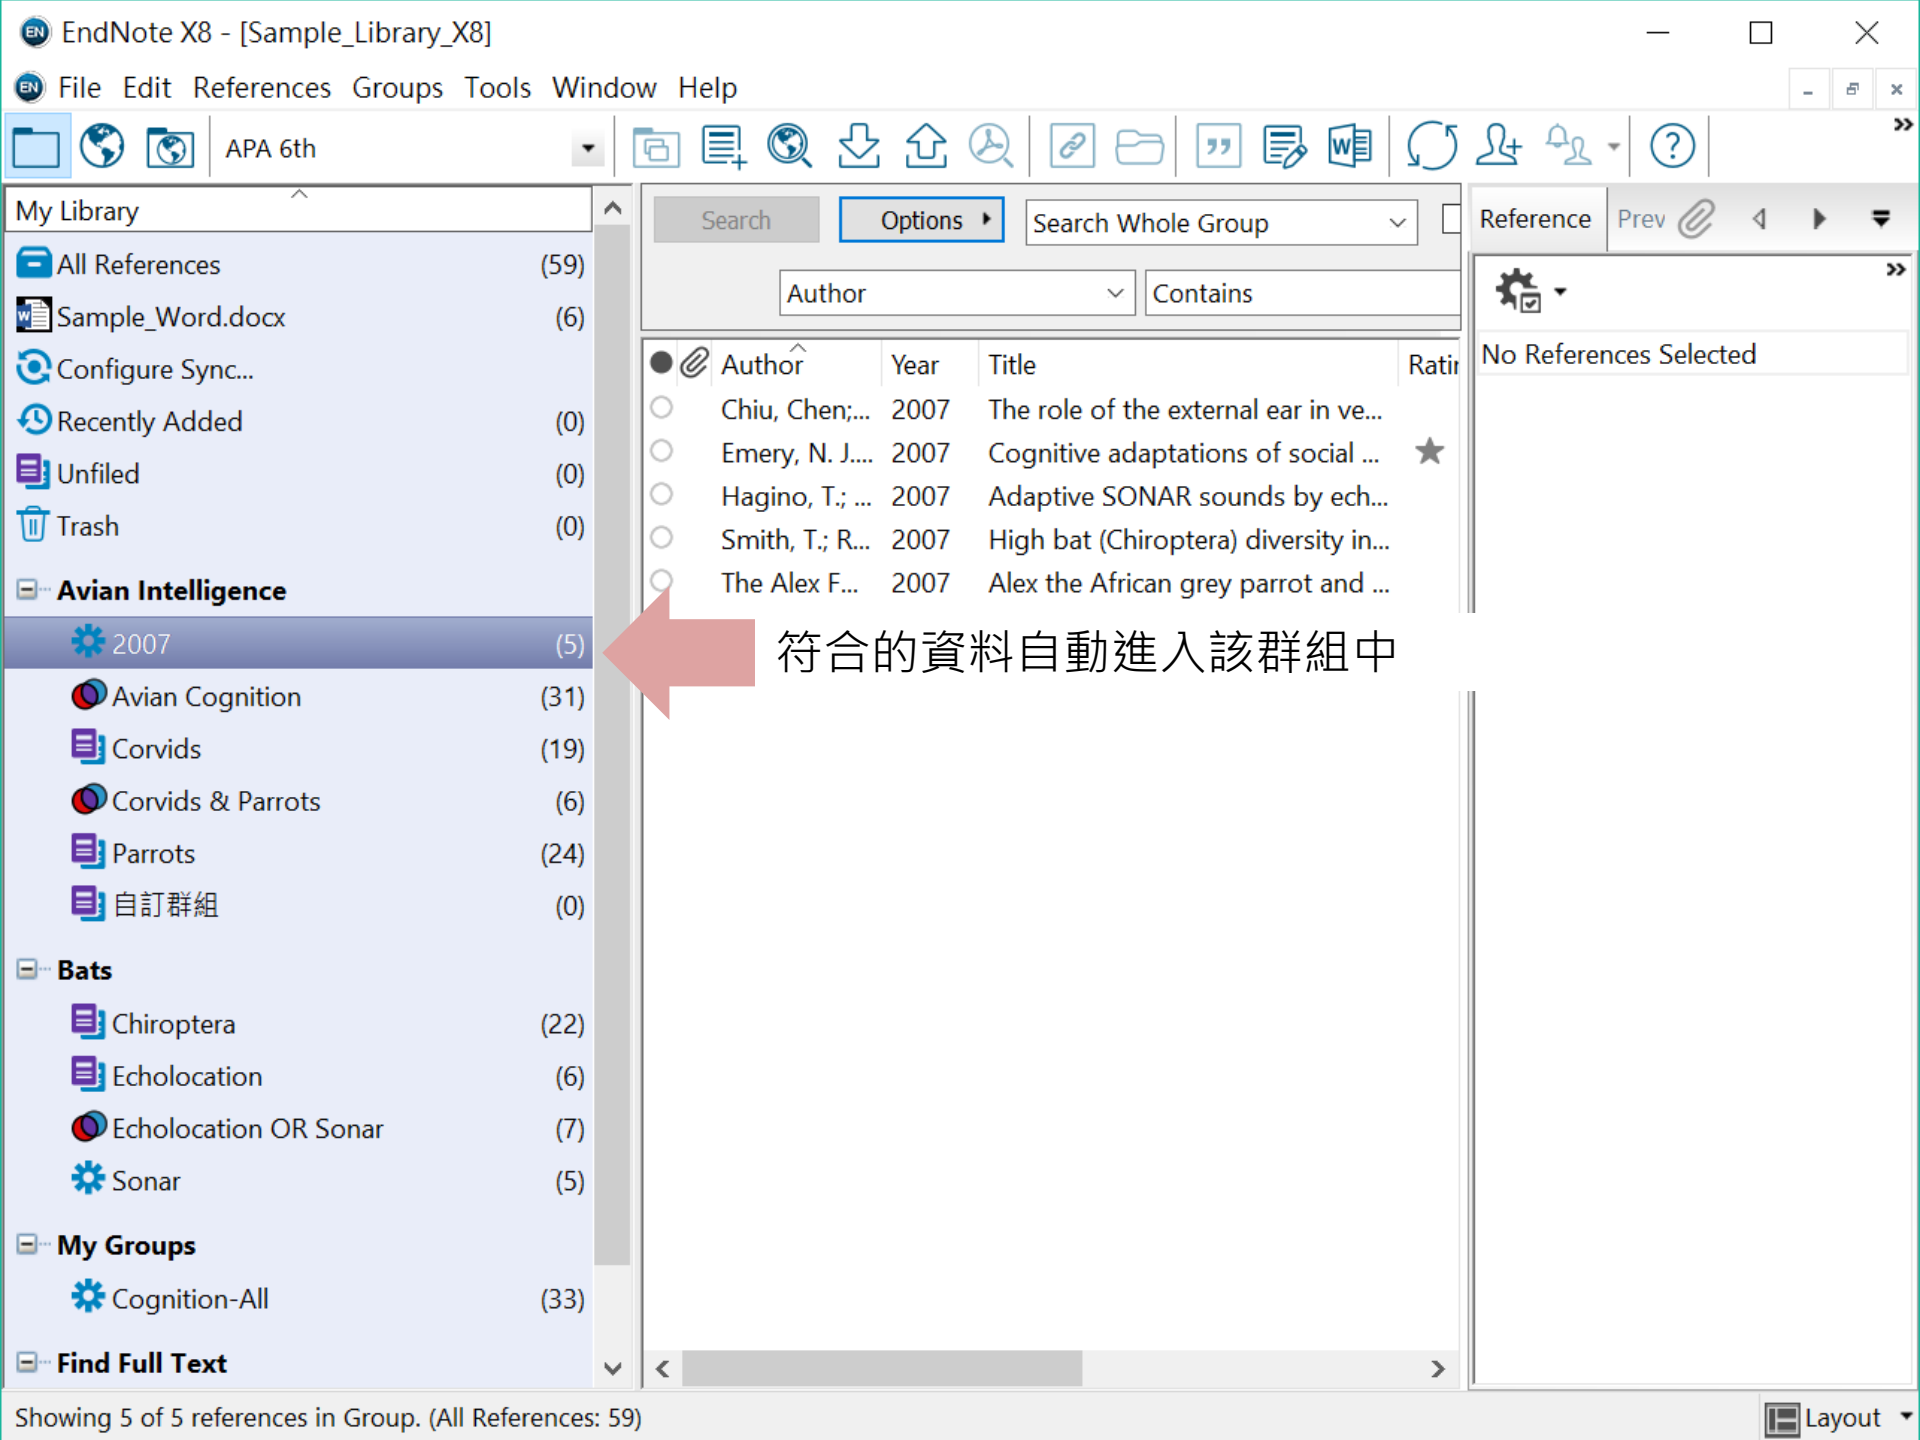 EndNote X8 - [Sample_Library_X8]
File Edit References Groups Tools Window Help
APA 6th
My Library
All References (59)
Sample_Word.docx (6)
Configure Sync...
Recently Added (0)
Unfiled (0)
Trash (0)
Avian Intelligence
2007 (5)
Avian Cognition (31)
Corvids (19)
Corvids & Parrots (6)
Parrots (24)
自訂群組 (0)
Bats
Chiroptera (22)
Echolocation (6)
Echolocation OR Sonar (7)
Sonar (5)
My Groups
Cognition-All (33)
Find Full Text
Search Options Search Whole Group
Author Contains
Author Year Title Ratin
Chiu, Chen;... 2007 The role of the external ear in ve...
Emery, N. J.... 2007 Cognitive adaptations of social ...
Hagino, T.; ... 2007 Adaptive SONAR sounds by ech...
Smith, T.; R... 2007 High bat (Chiroptera) diversity in...
The Alex F... 2007 Alex the African grey parrot and ...
符合的資料自動進入該群組中
Reference Prev
No References Selected
Showing 5 of 5 references in Group. (All References: 59)
Layout